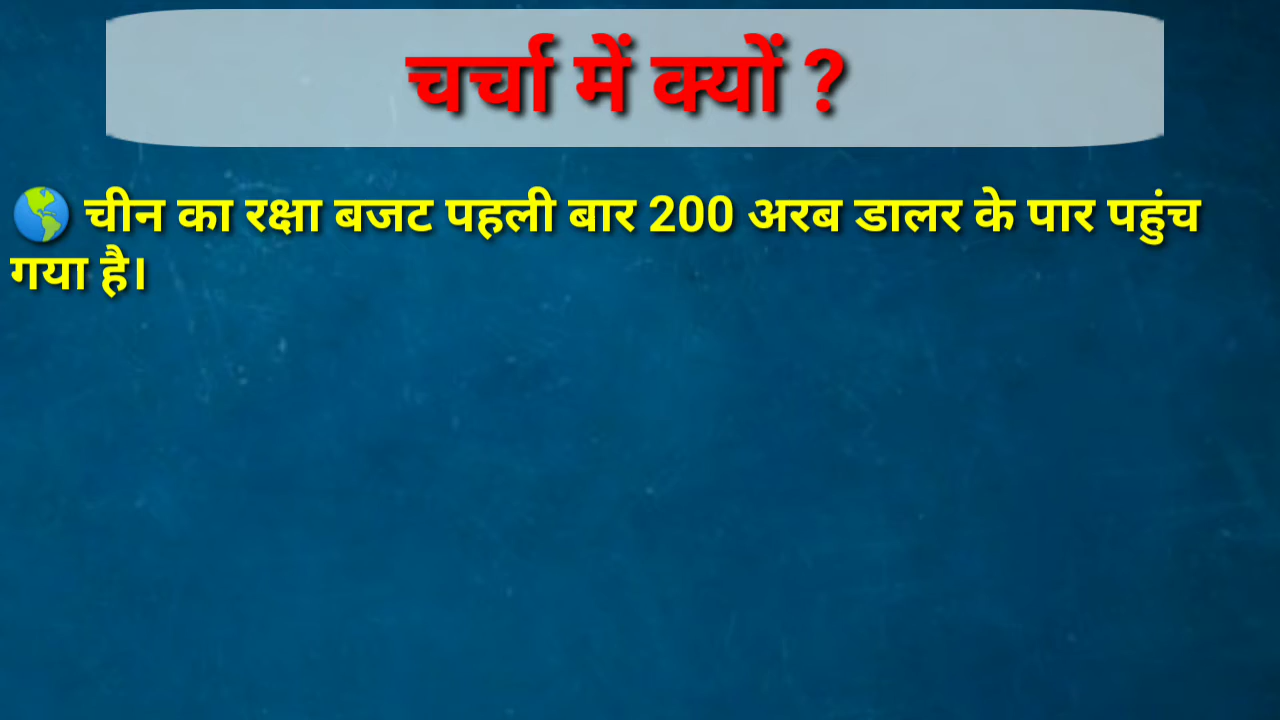 चर्चा में क्यों ?
🌎 चीन का रक्षा बजट पहली बार 200 अरब डालर के पार पहुंच
गया है।